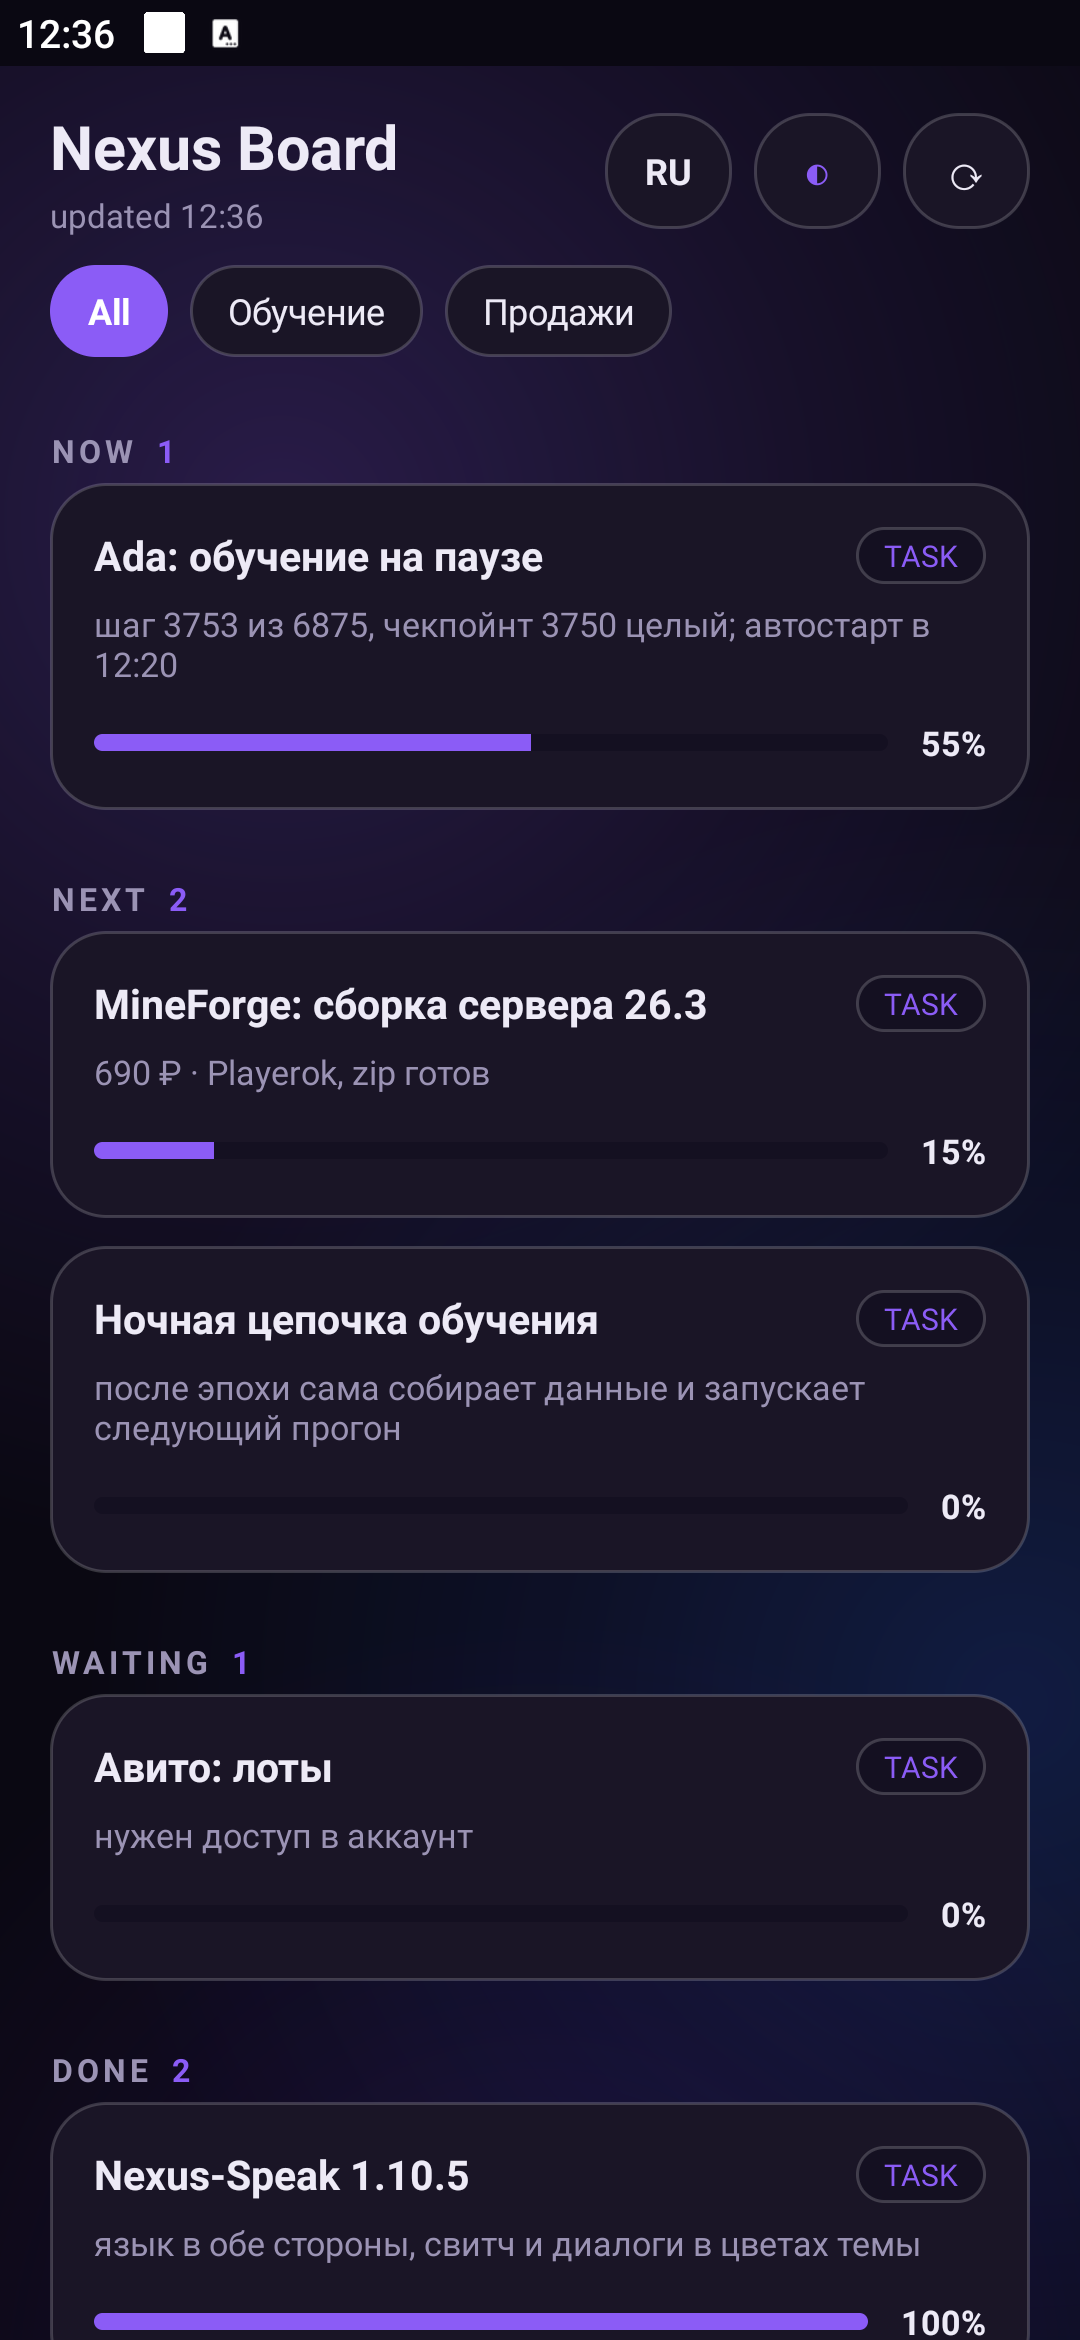 12:36
A
Nexus Board
updated 12:36
RU
All
Обучение
Продажи
NOW 1
Ada: обучение на паузе
TASK
шаг 3753 из 6875, чекпойнт 3750 целый; автостарт в
12:20
55%
NEXT 2
MineForge: сборка сервера 26.3
TASK
690 ₽ · Playerok, zip готов
15%
Ночная цепочка обучения
TASK
после эпохи сама собирает данные и запускает
следующий прогон
0%
WAITING 1
Авито: лоты
TASK
нужен доступ в аккаунт
0%
DONE 2
Nexus-Speak 1.10.5
TASK
язык в обе стороны, свитч и диалоги в цветах темы
100%